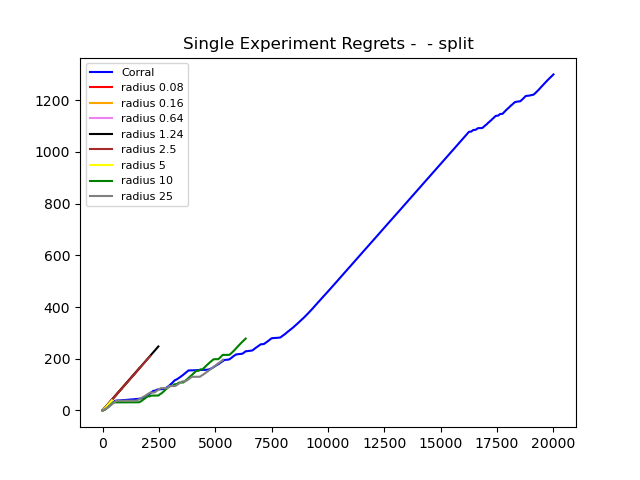 Single Experiment Regrets -  - split
Corral
radius 0.08
radius 0.16
radius 0.64
radius 1.24
radius 2.5
radius 5
radius 10
radius 25
1200
1000
800
600
400
200
0
0 2500 5000 7500 10000 12500 15000 17500 20000